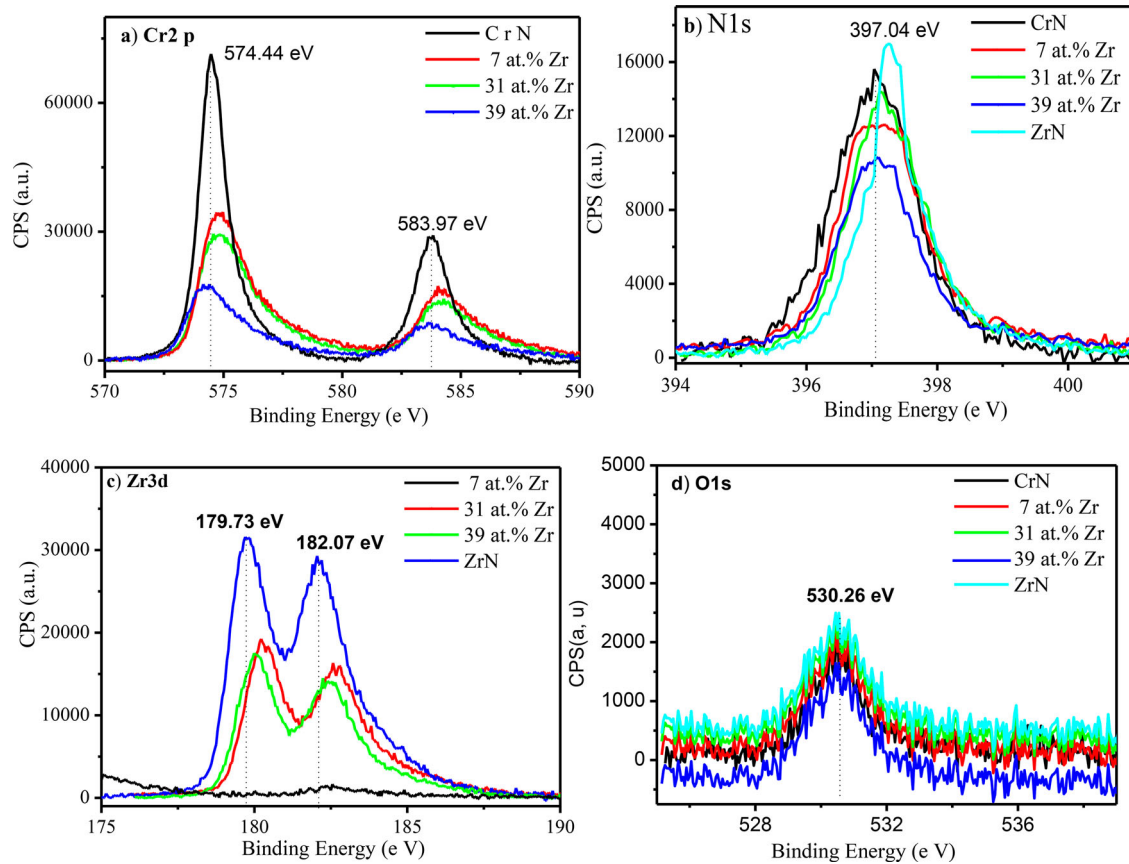 a) Cr2 p
574.44 eV
583.97 eV
C r N
7 at.% Zr
31 at.% Zr
39 at.% Zr
60000
30000
0
CPS (a.u.)
570 575 580 585 590
Binding Energy (e V)
b) N1s
397.04 eV
CrN
7 at.% Zr
31 at.% Zr
39 at.% Zr
ZrN
16000
12000
8000
4000
0
CPS (a.u.)
394 396 398 400
Binding Energy (e V)
c) Zr3d
179.73 eV
182.07 eV
7 at.% Zr
31 at.% Zr
39 at.% Zr
ZrN
40000
30000
20000
10000
0
CPS (a.u.)
175 180 185 190
Binding Energy (e V)
d) O1s
530.26 eV
CrN
7 at.% Zr
31 at.% Zr
39 at.% Zr
ZrN
5000
4000
3000
2000
1000
0
CPS(a, u)
528 532 536
Binding Energy (e V)